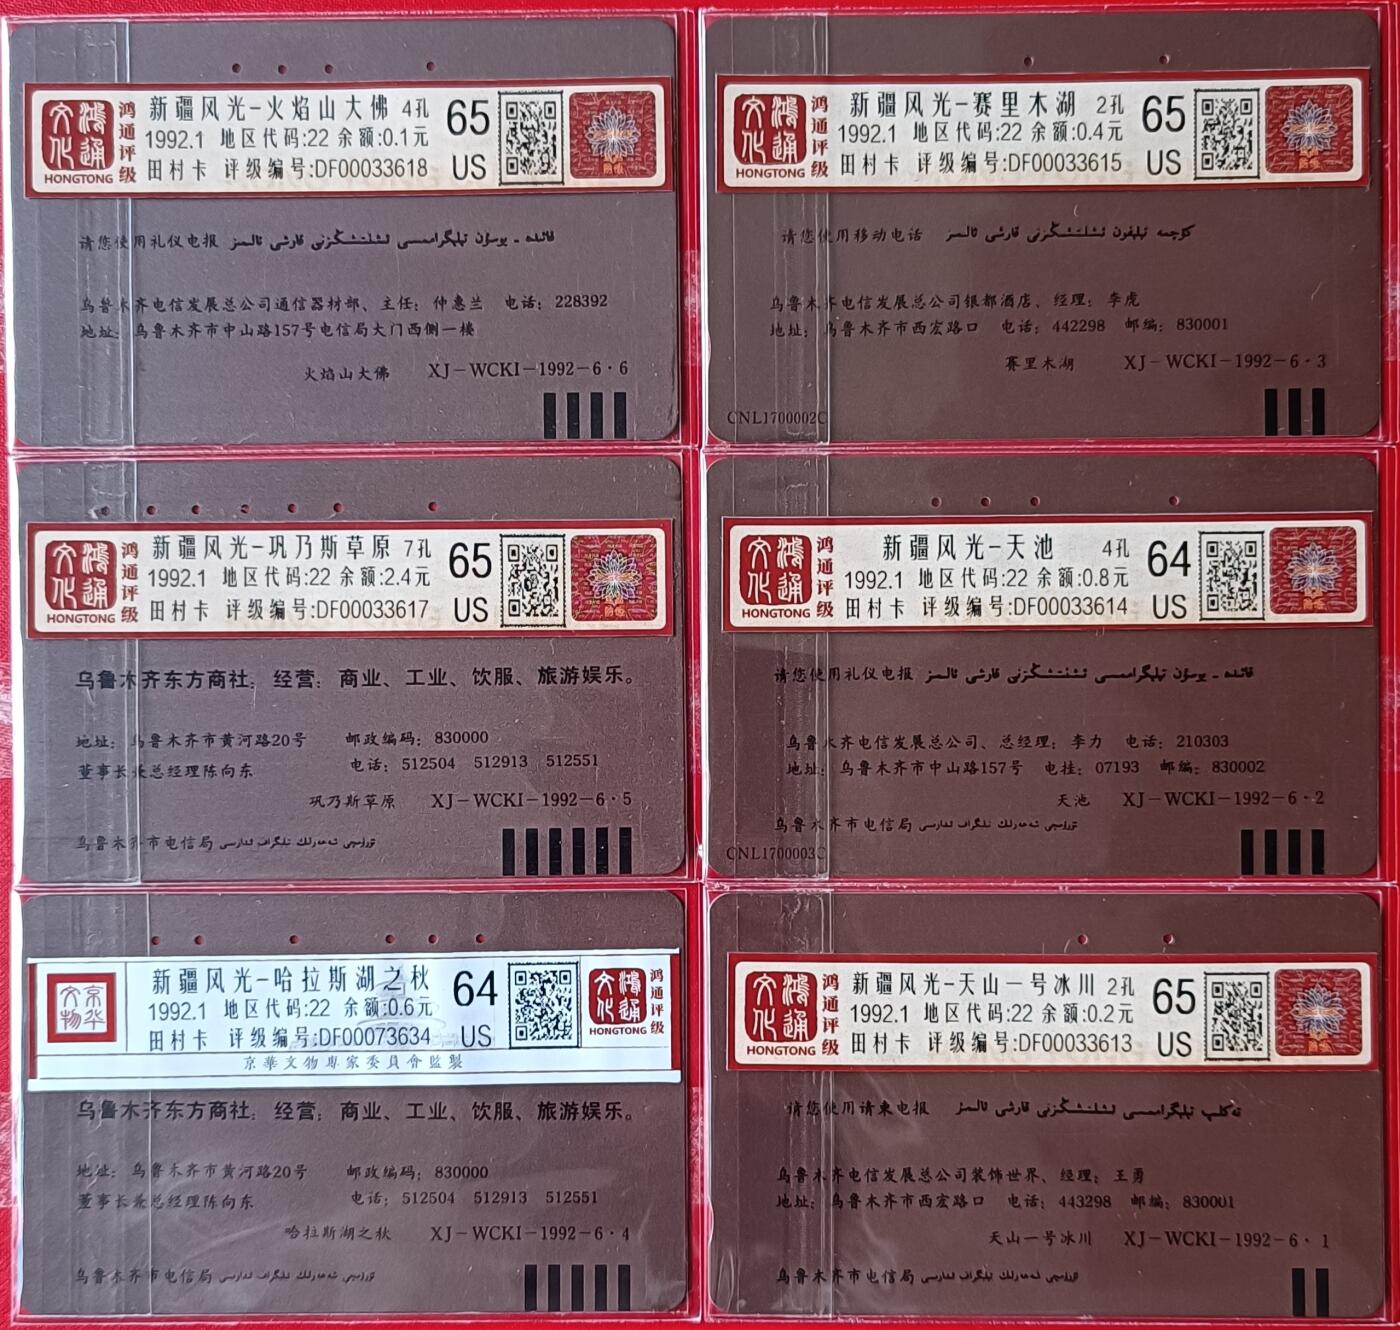 文化
鸿通
HONGTONG
鸿通评级
新疆风光-火焰山大佛 4孔
1992.1 地区代码:22 余额:0.1元
田村卡 评级编号:DF00033618
65
US
请您使用礼仪电报
乌鲁木齐电信发展总公司通信器材部、主任：仲惠兰 电话：228392
地址：乌鲁木齐市中山路157号电信局大门西侧一楼
火焰山大佛 XJ-WCKI-1992-6·6
文化
鸿通
HONGTONG
鸿通评级
新疆风光-赛里木湖 2孔
1992.1 地区代码:22 余额:0.4元
田村卡 评级编号:DF00033615
65
US
请您使用移动电话
乌鲁木齐电信发展总公司银都酒店、经理：李虎
地址：乌鲁木齐市西宏路口 电话：442298 邮编：830001
赛里木湖 XJ-WCKI-1992-6·3
CNL1700002C
文化
鸿通
HONGTONG
鸿通评级
新疆风光-巩乃斯草原 7孔
1992.1 地区代码:22 余额:2.4元
田村卡 评级编号:DF00033617
65
US
乌鲁木齐东方商社：经营：商业、工业、饮服、旅游娱乐。
地址：乌鲁木齐市黄河路20号 邮政编码：830000
董事长兼总经理陈向东 电话：512504 512913 512551
巩乃斯草原 XJ-WCKI-1992-6·5
乌鲁木齐市电信局
文化
鸿通
HONGTONG
鸿通评级
新疆风光-天池 4孔
1992.1 地区代码:22 余额:0.8元
田村卡 评级编号:DF00033614
64
US
请您使用礼仪电报
乌鲁木齐电信发展总公司、总经理：李力 电话：210303
地址：乌鲁木齐市中山路157号 电挂：07193 邮编：830002
天池 XJ-WCKI-1992-6·2
乌鲁木齐市电信局
CNL1700003C
京华文物
新疆风光-哈拉斯湖之秋
1992.1 地区代码:22 余额:0.6元
田村卡 评级编号:DF00073634
64
US
文化
鸿通
HONGTONG
鸿通评级
京華文物專家委員會監製
乌鲁木齐东方商社：经营：商业、工业、饮服、旅游娱乐。
地址：乌鲁木齐市黄河路20号 邮政编码：830000
董事长兼总经理陈向东 电话：512504 512913 512551
哈拉斯湖之秋 XJ-WCKI-1992-6·4
乌鲁木齐市电信局
文化
鸿通
HONGTONG
鸿通评级
新疆风光-天山一号冰川 2孔
1992.1 地区代码:22 余额:0.2元
田村卡 评级编号:DF00033613
65
US
请您使用请柬电报
乌鲁木齐电信发展总公司装饰世界、经理：王勇
地址：乌鲁木齐市西宏路口 电话：443298 邮编：830001
天山一号冰川 XJ-WCKI-1992-6·1
乌鲁木齐市电信局